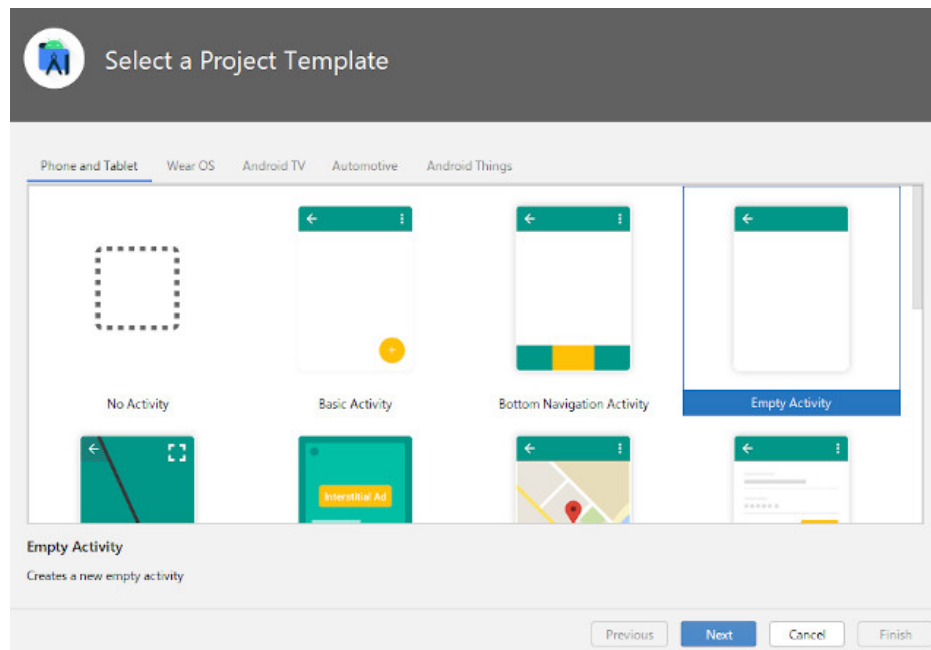 Select a Project Template
Phone and Tablet Wear OS Android TV Automotive Android Things
No Activity Basic Activity Bottom Navigation Activity Empty Activity
Interstitial Ad
Empty Activity
Creates a new empty activity
Previous Next Cancel Finish